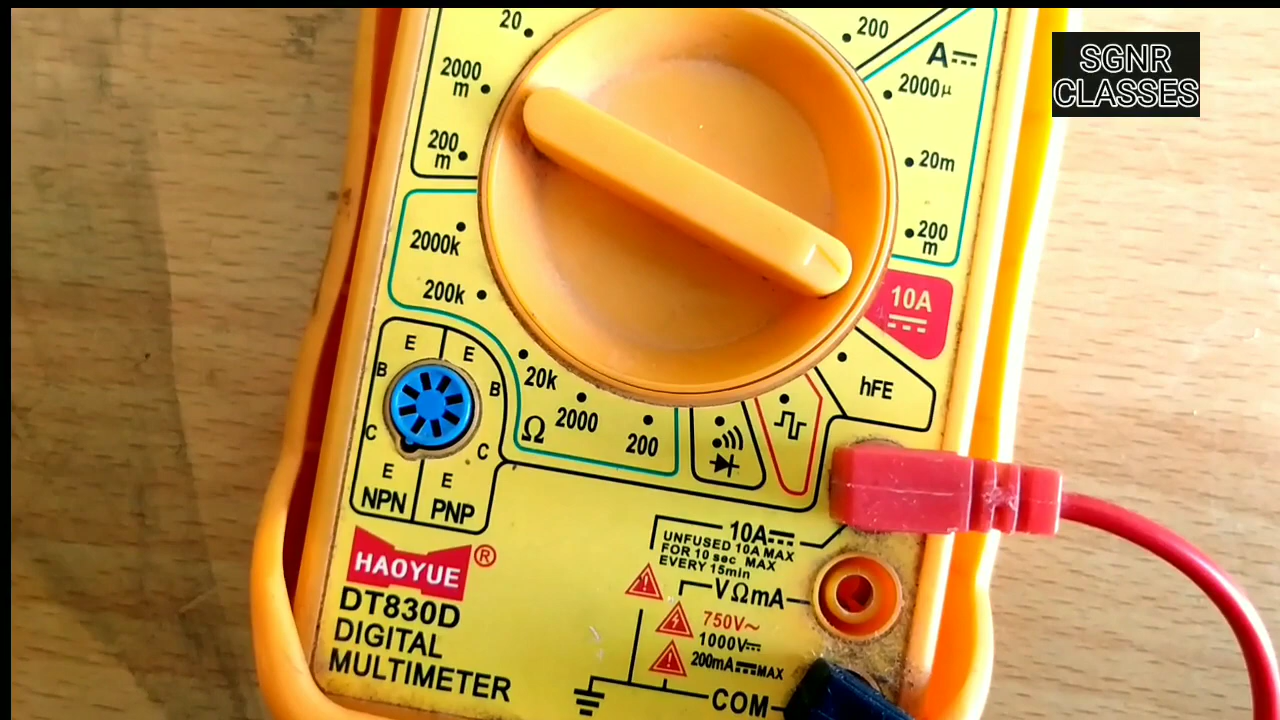 SGNR
CLASSES
20
200
A
2000
m
2000µ
200
m
20m
200
m
2000k
200k
10A
20k
2000
200
Ω
hFE
E
E
B
B
C
C
E
E
NPN
PNP
10A
UNFUSED 10A MAX
FOR 10 sec MAX
EVERY 15min
VΩmA
750V~
1000V
200mA MAX
COM
HAOYUE ®
DT830D
DIGITAL
MULTIMETER